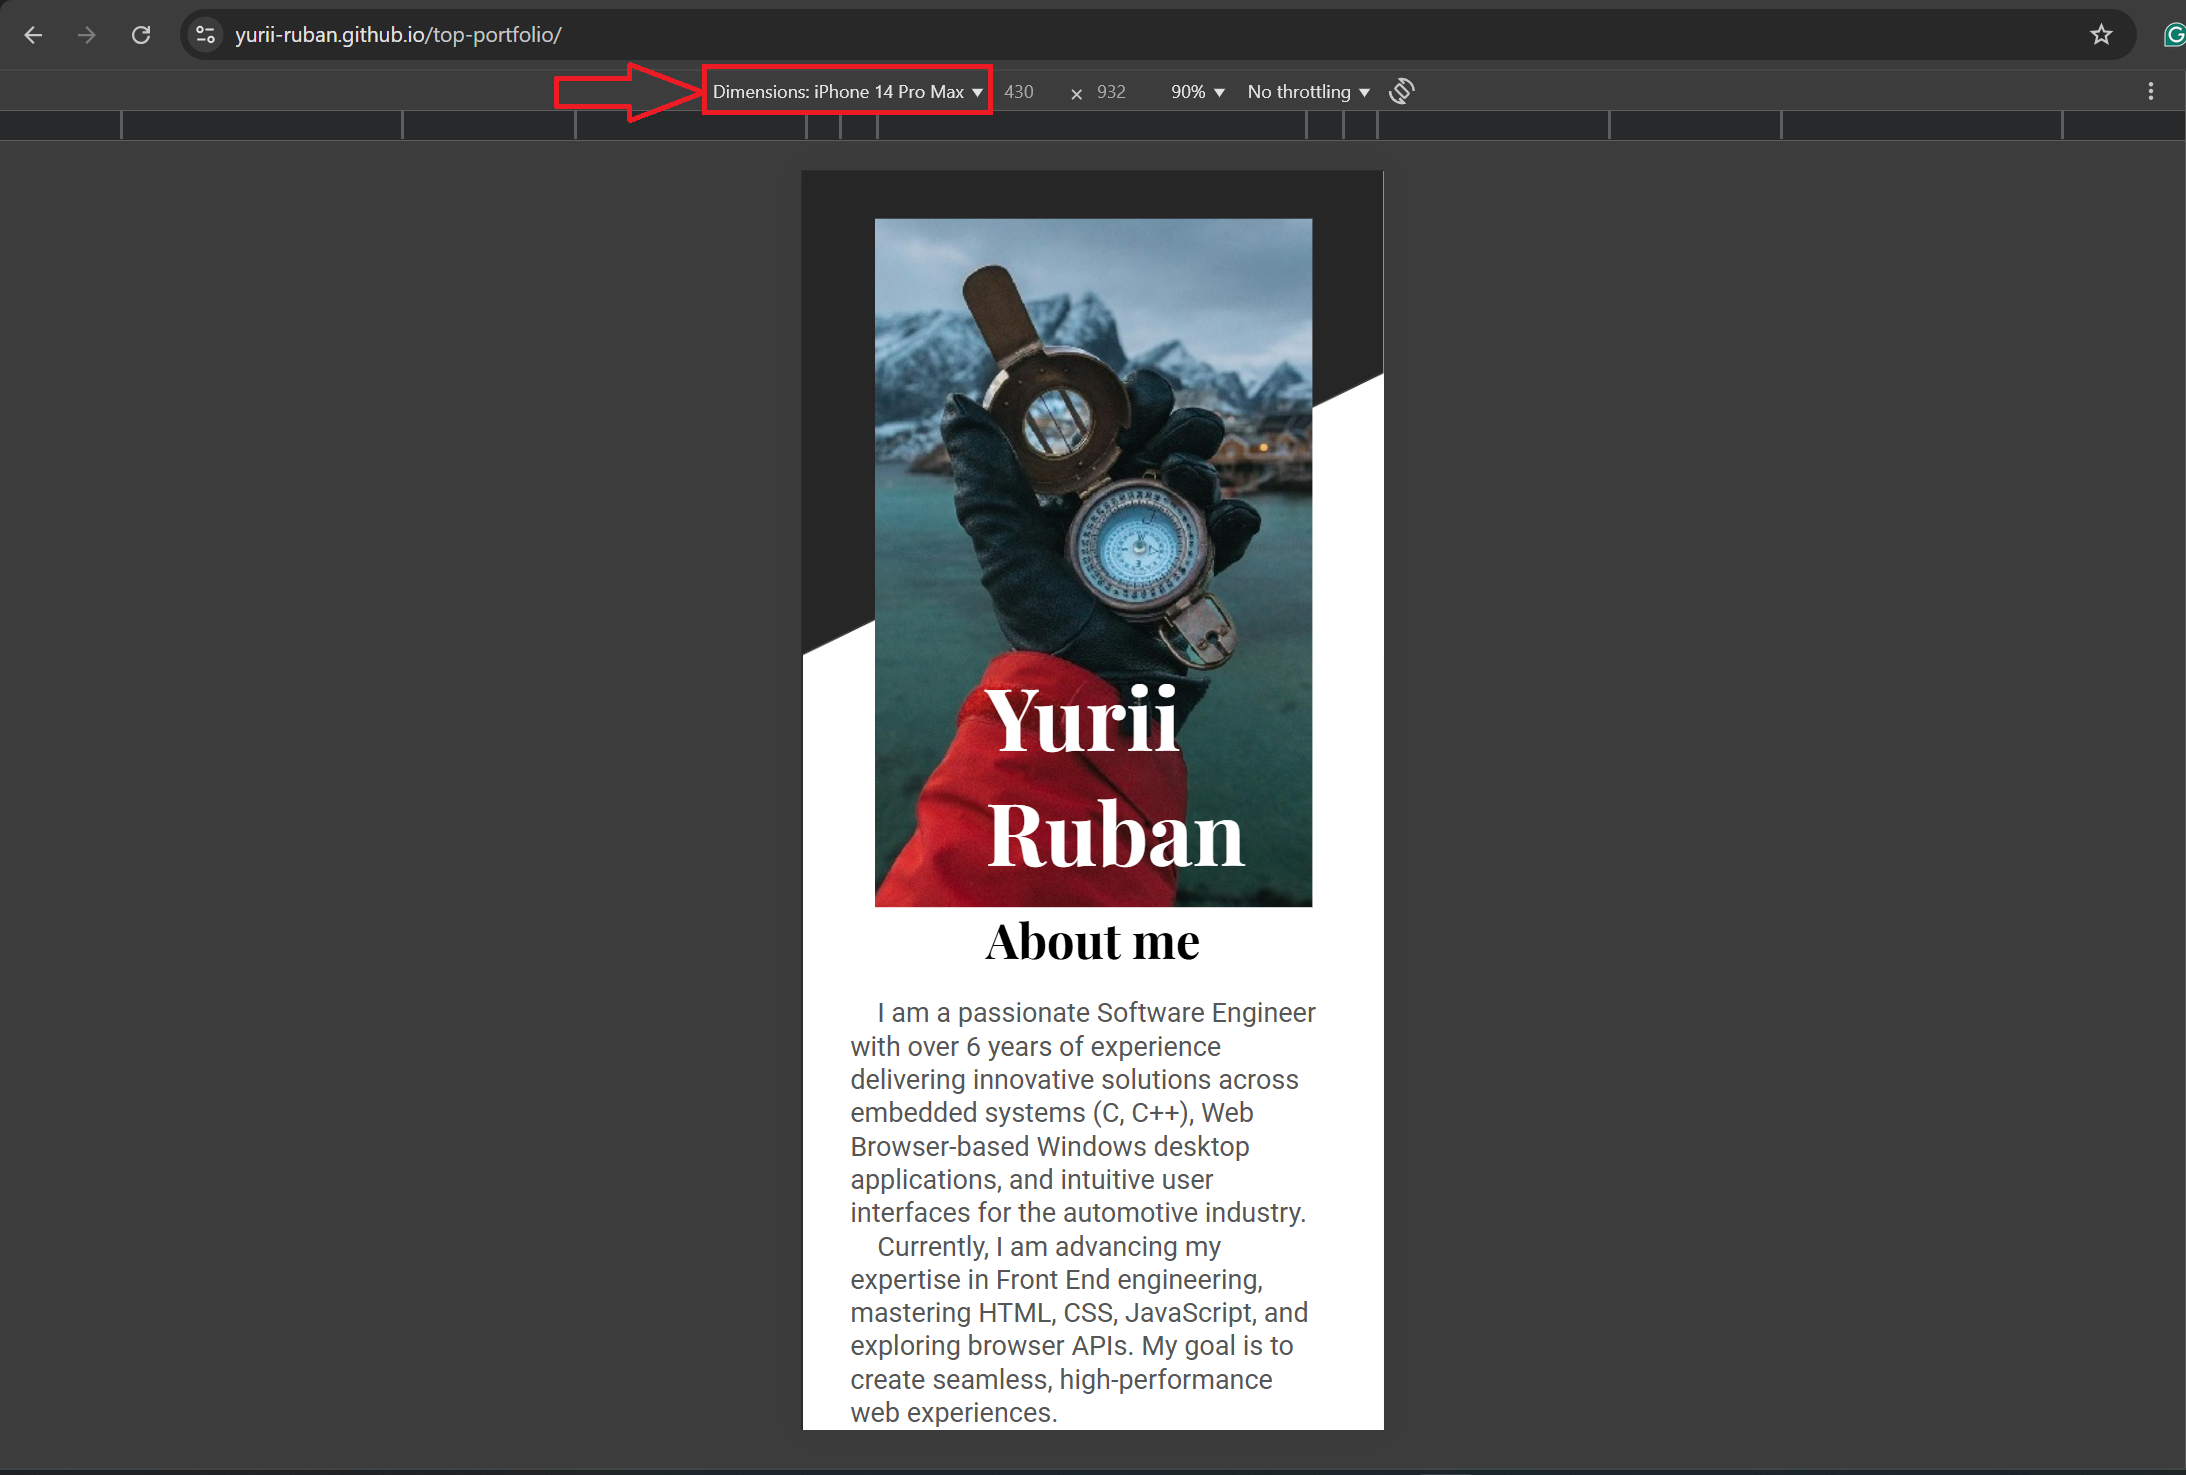 yurii-ruban.github.io/top-portfolio/
Dimensions: iPhone 14 Pro Max ▼ 430 × 932 90% ▼ No throttling ▼
Yurii
Ruban
About me
I am a passionate Software Engineer
with over 6 years of experience
delivering innovative solutions across
embedded systems (C, C++), Web
Browser-based Windows desktop
applications, and intuitive user
interfaces for the automotive industry.
Currently, I am advancing my
expertise in Front End engineering,
mastering HTML, CSS, JavaScript, and
exploring browser APIs. My goal is to
create seamless, high-performance
web experiences.